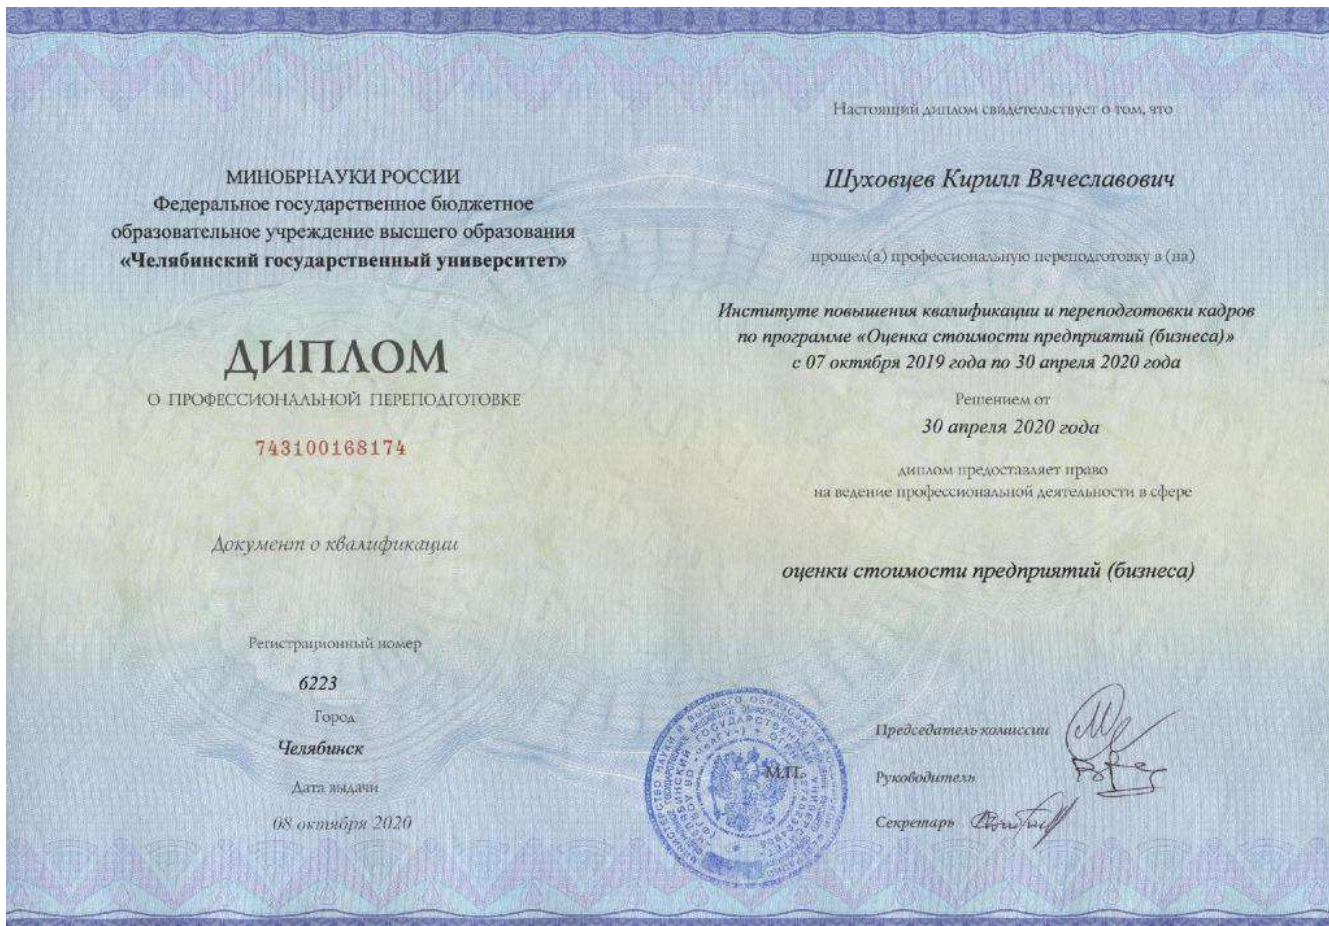 МИНОБРНАУКИ РОССИИ
Федеральное государственное бюджетное
образовательное учреждение высшего образования
«Челябинский государственный университет»
ДИПЛОМ
О ПРОФЕССИОНАЛЬНОЙ ПЕРЕПОДГОТОВКЕ
743100168174
Документ о квалификации
Регистрационный номер
6223
Город
Челябинск
Дата выдачи
08 октября 2020
Настоящий диплом свидетельствует о том, что
Шуховцев Кирилл Вячеславович
прошел(а) профессиональную переподготовку в (на)
Институте повышения квалификации и переподготовки кадров
по программе «Оценка стоимости предприятий (бизнеса)»
с 07 октября 2019 года по 30 апреля 2020 года
Решением от
30 апреля 2020 года
диплом предоставляет право
на ведение профессиональной деятельности в сфере
оценки стоимости предприятий (бизнеса)
Председатель комиссии
М.П.
Руководитель
Секретарь